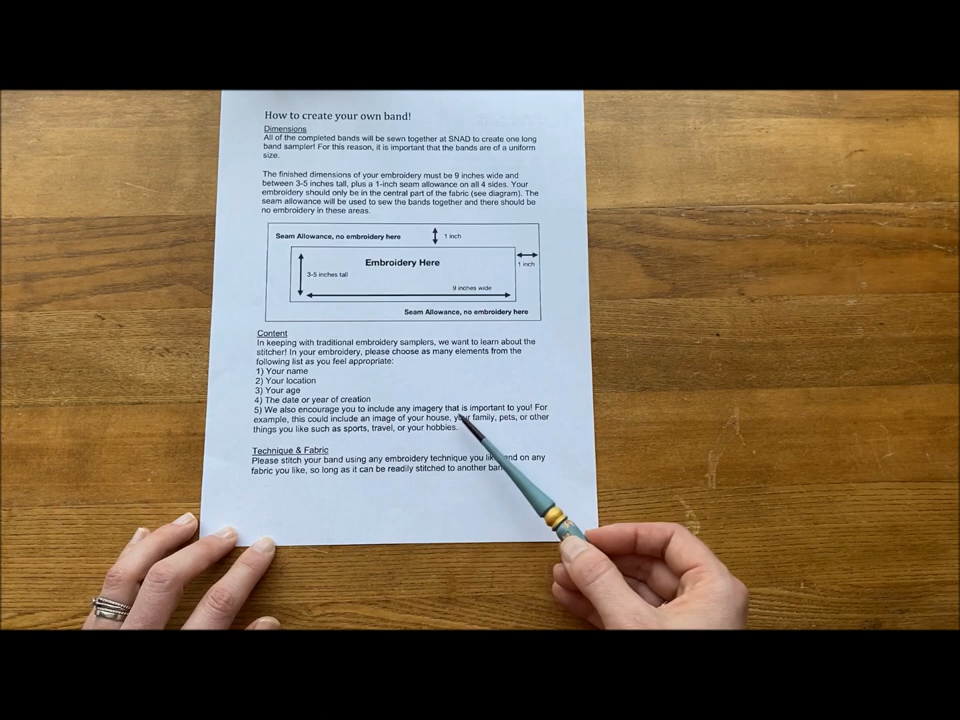 How to create your own band!
Dimensions
All of the completed bands will be sewn together at SNAD to create one long
band sampler! For this reason, it is important that the bands are of a uniform
size.
The finished dimensions of your embroidery must be 9 inches wide and
between 3-5 inches tall, plus a 1-inch seam allowance on all 4 sides. Your
embroidery should only be in the central part of the fabric (see diagram). The
seam allowance will be used to sew the bands together and there should be
no embroidery in these areas.
Seam Allowance, no embroidery here
1 inch
Embroidery Here
1 inch
3-5 inches tall
9 inches wide
Seam Allowance, no embroidery here
Content
In keeping with traditional embroidery samplers, we want to learn about the
stitcher! In your embroidery, please choose as many elements from the
following list as you feel appropriate:
1) Your name
2) Your location
3) Your age
4) The date or year of creation
5) We also encourage you to include any imagery that is important to you! For
example, this could include an image of your house, your family, pets, or other
things you like such as sports, travel, or your hobbies.
Technique & Fabric
Please stitch your band using any embroidery technique you and on any
fabric you like, so long as it can be readily stitched to another